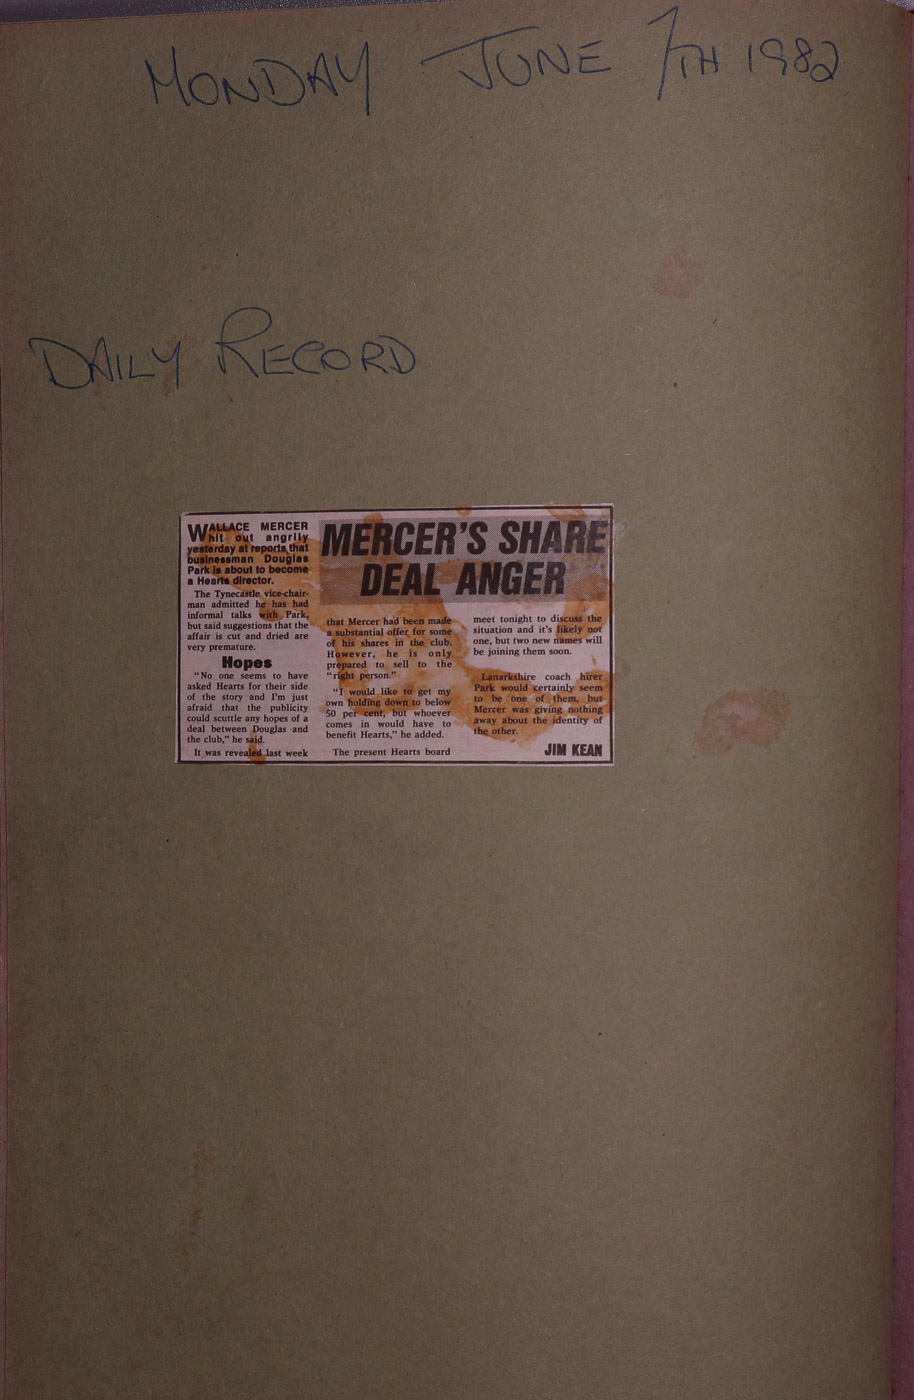 MONDAY JUNE 7TH 1982
DAILY RECORD
MERCER'S SHARE
DEAL ANGER
WALLACE MERCER
hit out angrily
yesterday at reports that
businessman Douglas
Park is about to become
a Hearts director.
The Tynecastle vice-chair-
man admitted he has had
informal talks with Park,
but said suggestions that the
affair is cut and dried are
very premature.
Hopes
"No one seems to have
asked Hearts for their side
of the story and I'm just
afraid that the publicity
could scuttle any hopes of a
deal between Douglas and
the club," he said.
It was revealed last week
that Mercer had been made
a substantial offer for some
of his shares in the club.
However, he is only
prepared to sell to the
"right person."
"I would like to get my
own holding down to below
50 per cent, but whoever
comes in would have to
benefit Hearts," he added.
The present Hearts board
meet tonight to discuss the
situation and it's likely not
one, but two new names will
be joining them soon.
Lanarkshire coach hirer
Park would certainly seem
to be one of them, but
Mercer was giving nothing
away about the identity of
the other.
JIM KEAN